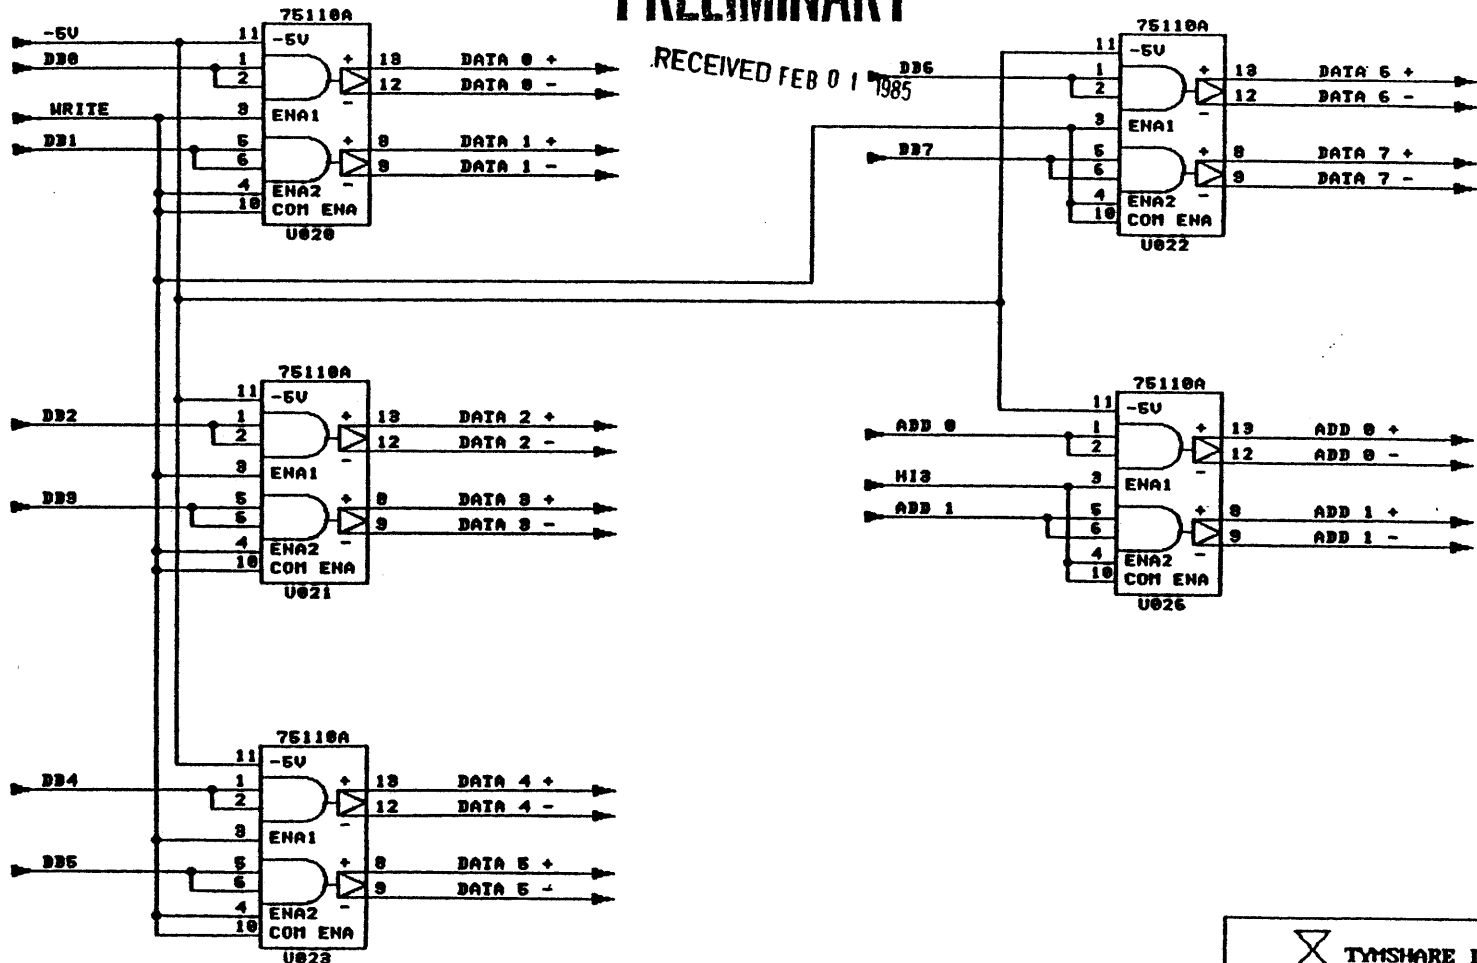 PRELIMINARY
RECEIVED FEB 0 1 1985
75110A
-5V
11 -5V
DB0
1
2
+ 13 DATA 0 +
- 12 DATA 0 -
WRITE
3 ENA1
DB1
5
6
+ 8 DATA 1 +
- 9 DATA 1 -
4 ENA2
10 COM ENA
U020
75110A
11 -5V
DB6
1
2
+ 13 DATA 6 +
- 12 DATA 6 -
3 ENA1
DB7
5
6
+ 8 DATA 7 +
- 9 DATA 7 -
4 ENA2
10 COM ENA
U022
75110A
11 -5V
DB2
1
2
+ 13 DATA 2 +
- 12 DATA 2 -
3 ENA1
DB3
5
6
+ 8 DATA 3 +
- 9 DATA 3 -
4 ENA2
10 COM ENA
U021
75110A
11 -5V
ADD 0
1
2
+ 13 ADD 0 +
- 12 ADD 0 -
HI3
3 ENA1
ADD 1
5
6
+ 8 ADD 1 +
- 9 ADD 1 -
4 ENA2
10 COM ENA
U026
75110A
11 -5V
DB4
1
2
+ 13 DATA 4 +
- 12 DATA 4 -
3 ENA1
DB5
5
6
+ 8 DATA 5 +
- 9 DATA 5 -
4 ENA2
10 COM ENA
U023
TYMSHARE